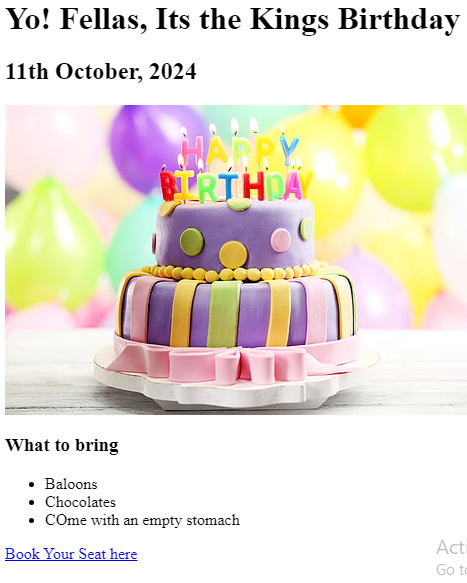 Yo! Fellas, Its the Kings Birthday
11th October, 2024
HAPPY
BIRTHDAY
What to bring
Baloons
Chocolates
COme with an empty stomach
Book Your Seat here
Go to